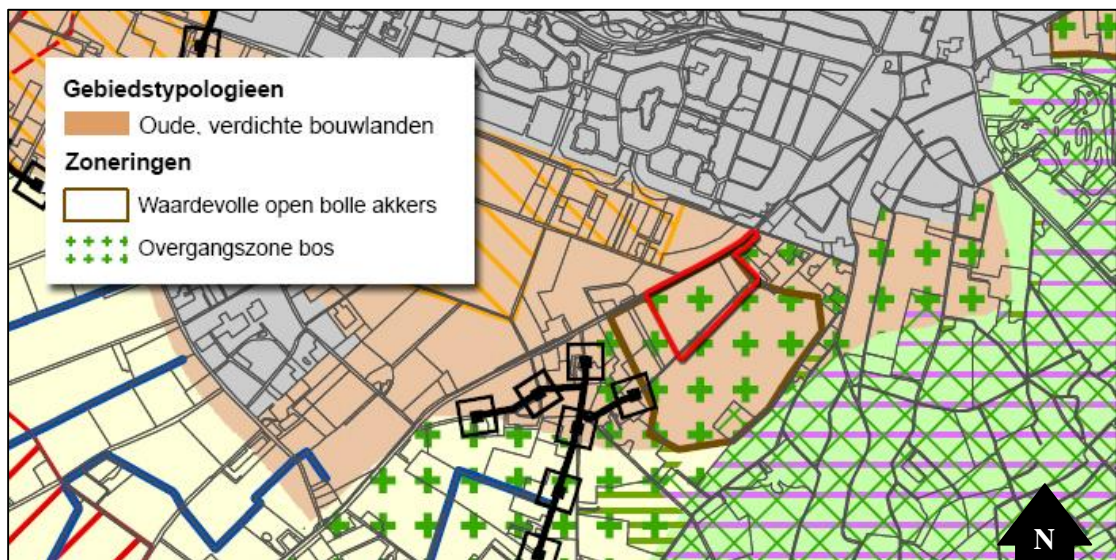 Gebiedstypologieen
Oude, verdichte bouwlanden
Zoneringen
Waardevolle open bolle akkers
Overgangszone bos
N